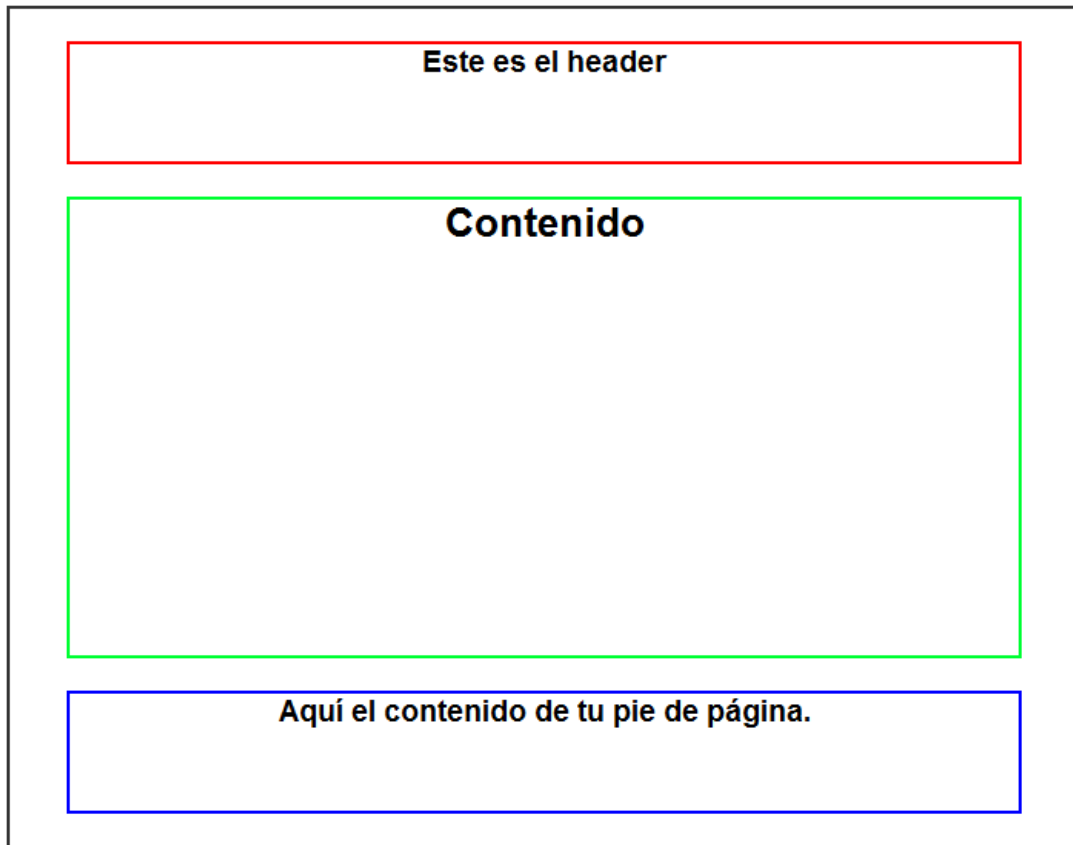 Este es el header
Contenido
Aquí el contenido de tu pie de página.